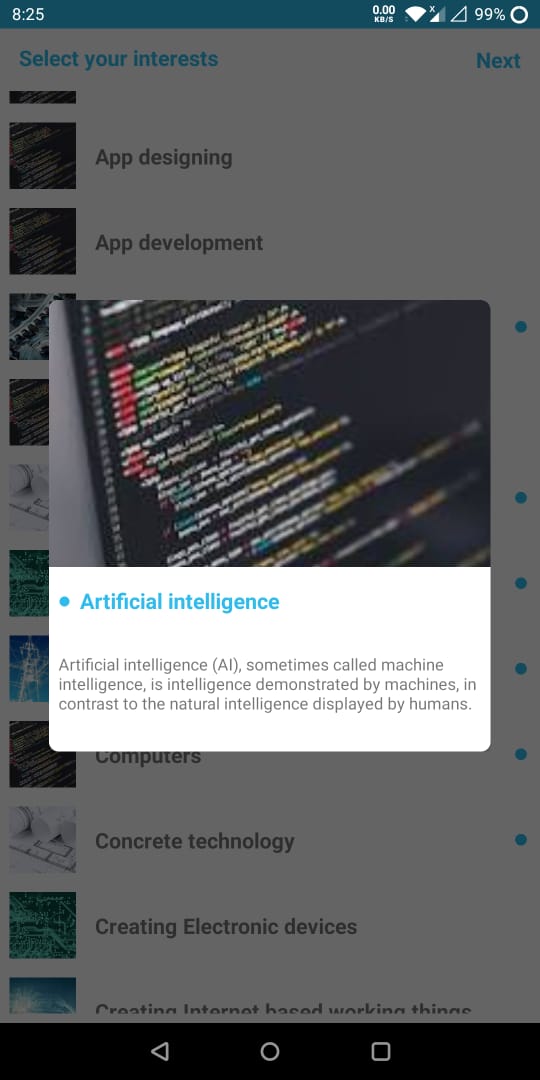 8:25
0.00
KB/S
x
99%
Select your interests
Next
App designing
App development
Artificial intelligence
Artificial intelligence (AI), sometimes called machine
intelligence, is intelligence demonstrated by machines, in
contrast to the natural intelligence displayed by humans.
Computers
Concrete technology
Creating Electronic devices
Creating Internet based working things